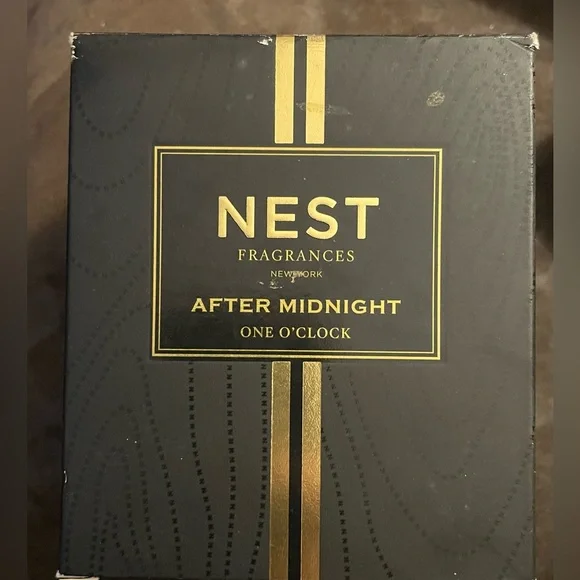 NEST
FRAGRANCES
NEW YORK
AFTER MIDNIGHT
ONE O'CLOCK